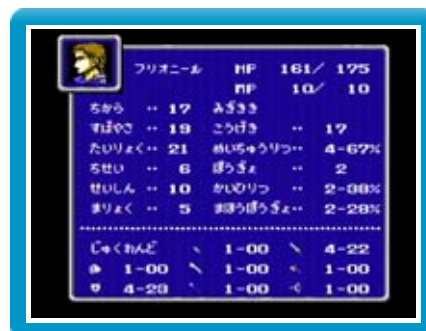 フリオニール HP 161/ 175
MP 10/ 10
ちから ‥ 17 みぎきき
すばやさ ‥ 19 こうげき ‥ 17
たいりょく‥ 21 めいちゅうりつ‥ 4-67%
ちせい ‥ 6 ぼうぎょ ‥ 2
せいしん ‥ 10 かいひりつ ‥ 2-38%
まりょく ‥ 5 まほうぼうぎょ‥ 2-28%
じゅくれんど 1-00 4-22
1-00 1-00 1-00
4-23 1-00 1-00